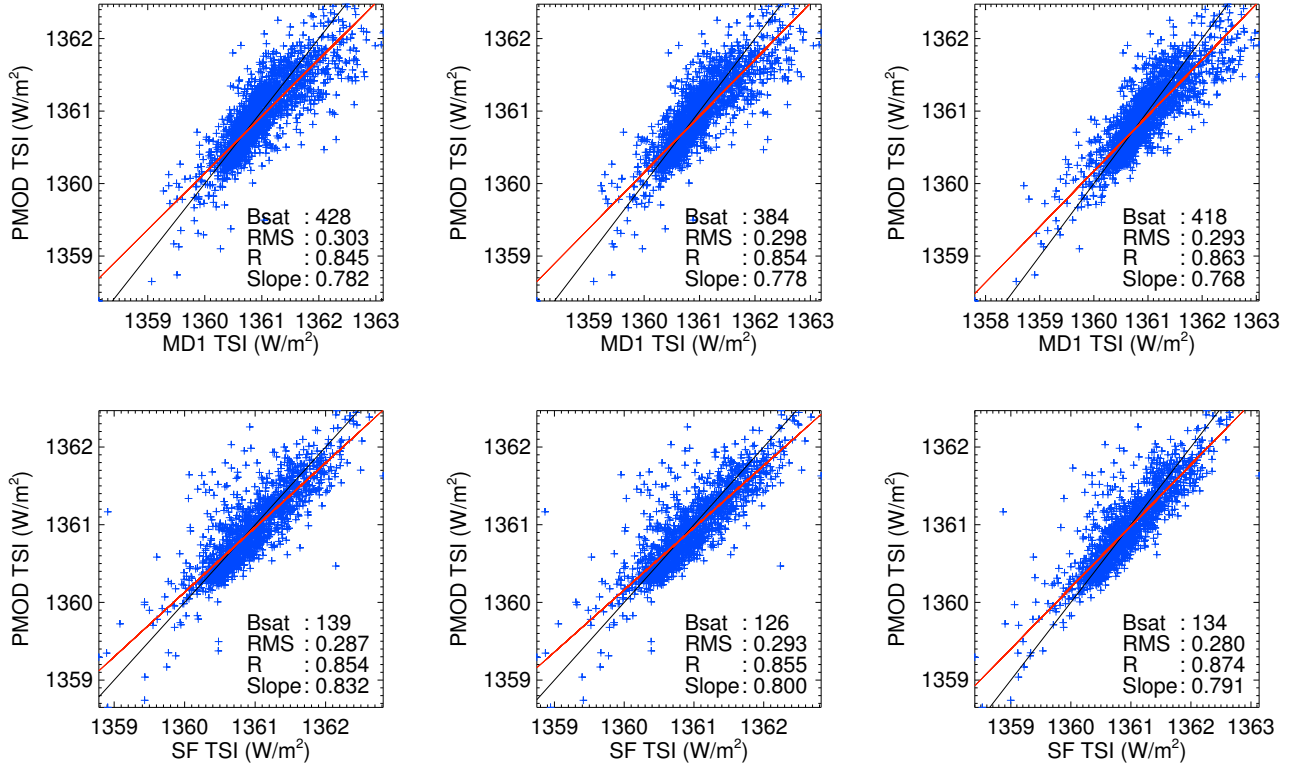 1362
1361
1360
1359
PMOD TSI (W/m²)
Bsat : 428
RMS : 0.303
R : 0.845
Slope : 0.782
1359 1360 1361 1362 1363
MD1 TSI (W/m²)
1362
1361
1360
1359
PMOD TSI (W/m²)
Bsat : 384
RMS : 0.298
R : 0.854
Slope : 0.778
1359 1360 1361 1362 1363
MD1 TSI (W/m²)
1362
1361
1360
1359
PMOD TSI (W/m²)
Bsat : 418
RMS : 0.293
R : 0.863
Slope : 0.768
1358 1359 1360 1361 1362 1363
MD1 TSI (W/m²)
1362
1361
1360
1359
PMOD TSI (W/m²)
Bsat : 139
RMS : 0.287
R : 0.854
Slope : 0.832
1359 1360 1361 1362
SF TSI (W/m²)
1362
1361
1360
1359
PMOD TSI (W/m²)
Bsat : 126
RMS : 0.293
R : 0.855
Slope : 0.800
1359 1360 1361 1362
SF TSI (W/m²)
1362
1361
1360
1359
PMOD TSI (W/m²)
Bsat : 134
RMS : 0.280
R : 0.874
Slope : 0.791
1359 1360 1361 1362 1363
SF TSI (W/m²)